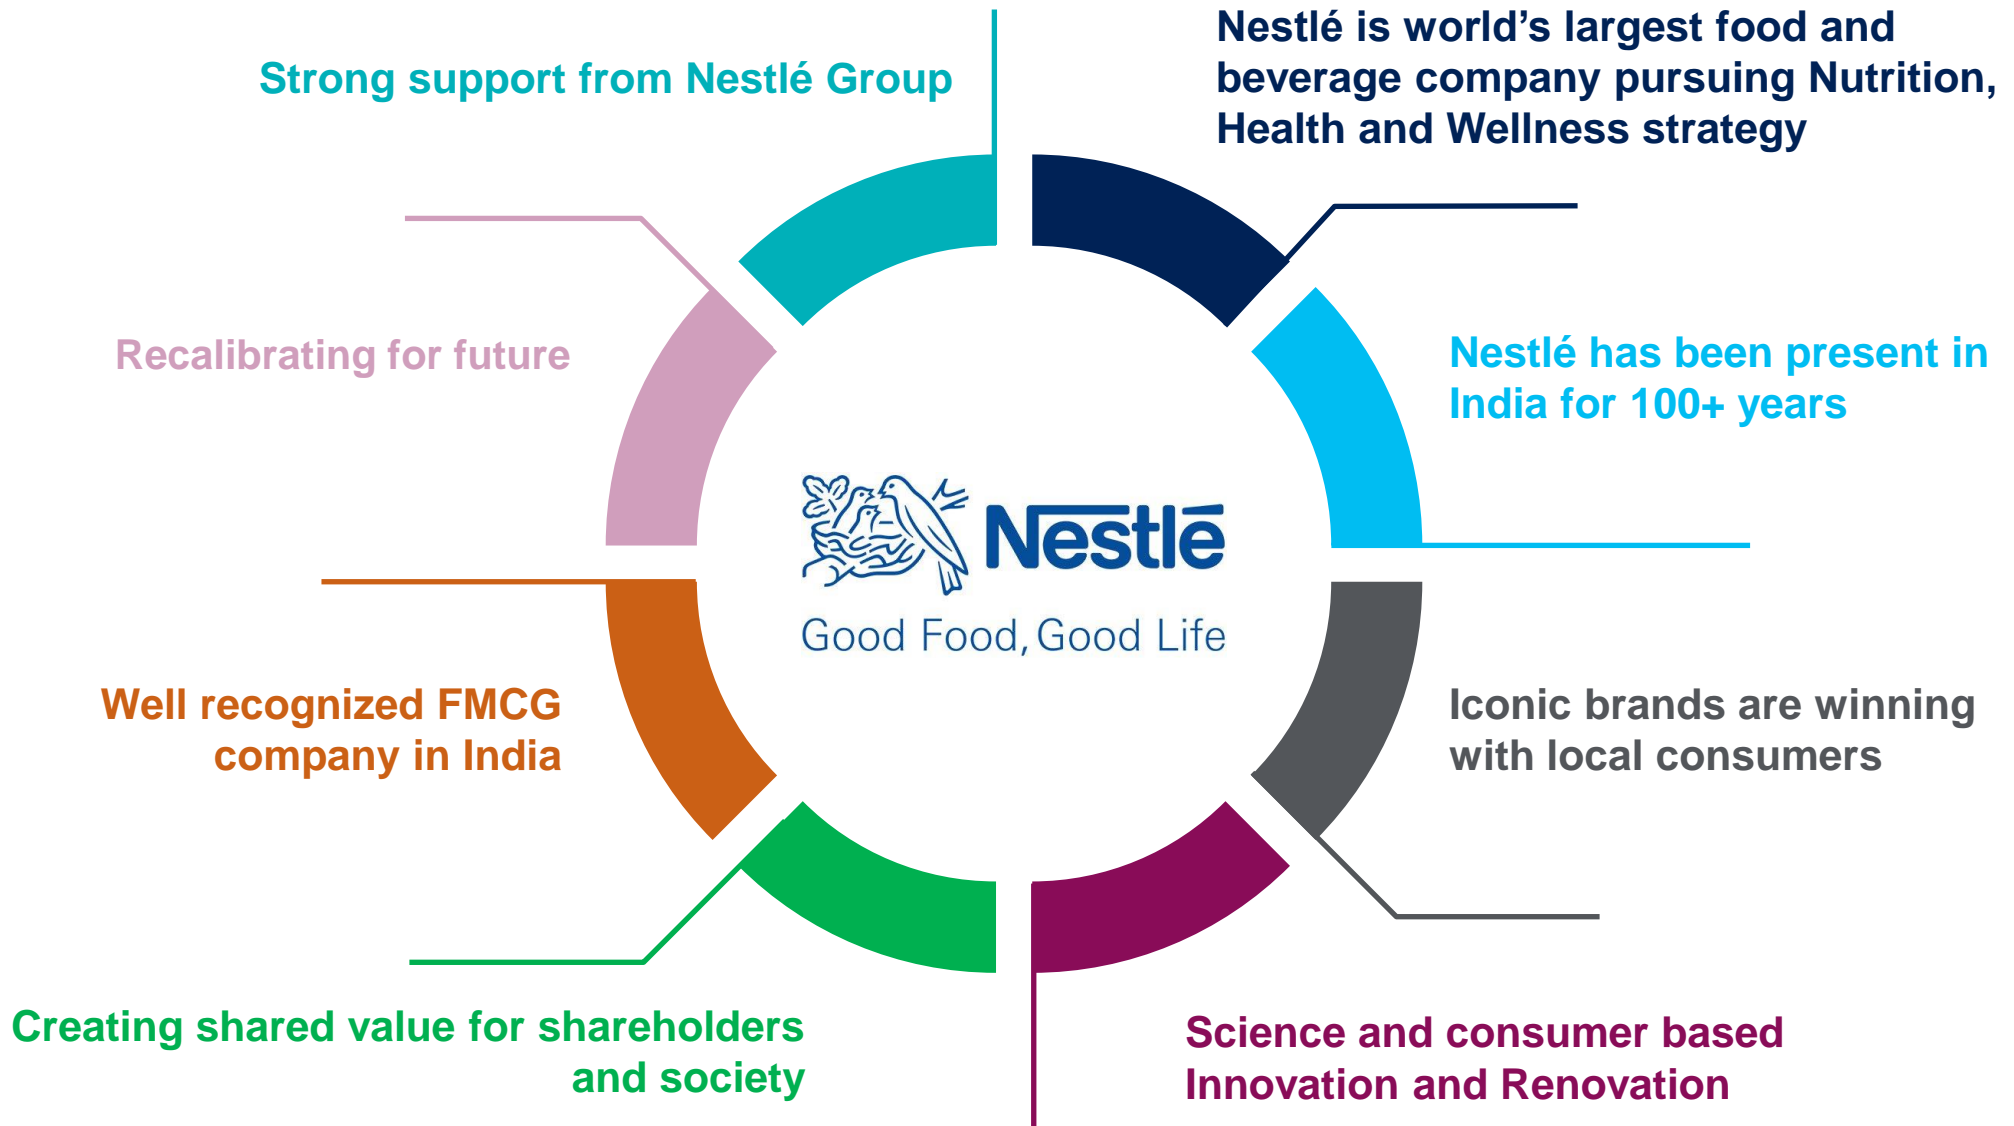 Nestlé is world's largest food and
beverage company pursuing Nutrition,
Health and Wellness strategy
Nestlé has been present in
India for 100+ years
Iconic brands are winning
with local consumers
Science and consumer based
Innovation and Renovation
Creating shared value for shareholders
and society
Well recognized FMCG
company in India
Recalibrating for future
Strong support from Nestlé Group
Nestlé
Good Food, Good Life